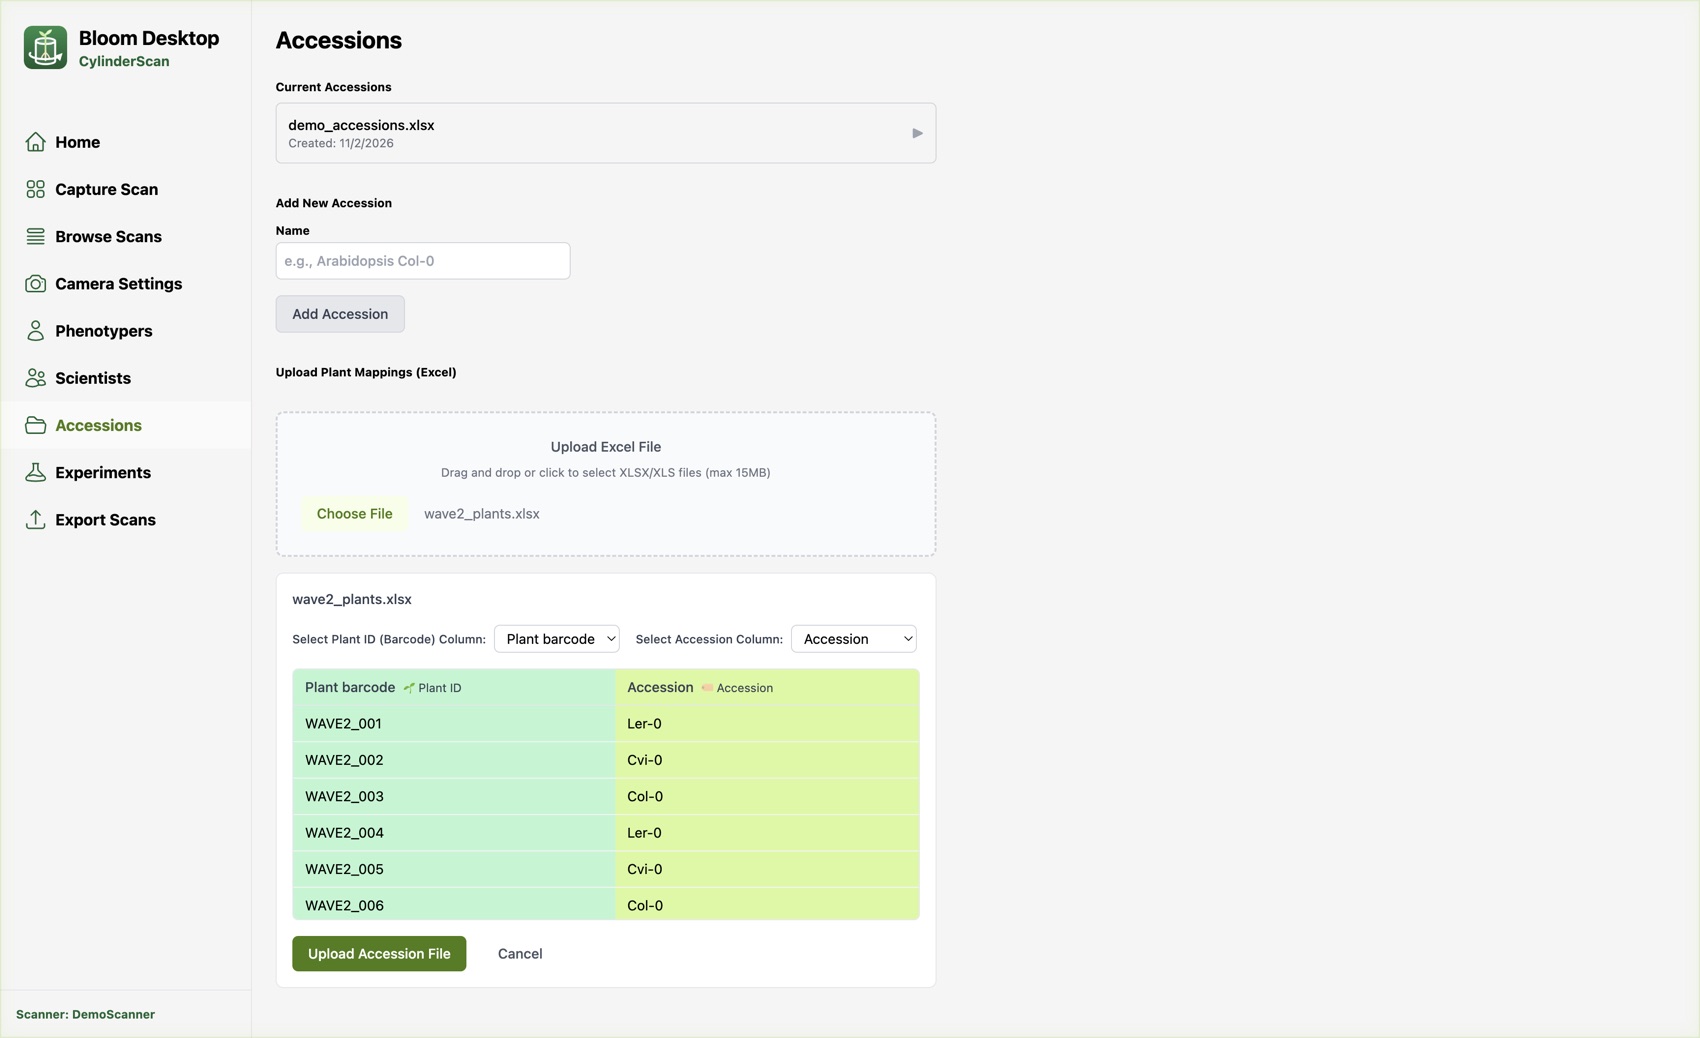 Bloom Desktop
CylinderScan
Home
Capture Scan
Browse Scans
Camera Settings
Phenotypers
Scientists
Accessions
Experiments
Export Scans
Scanner: DemoScanner
Accessions
Current Accessions
demo_accessions.xlsx
Created: 11/2/2026
Add New Accession
Name
e.g., Arabidopsis Col-0
Add Accession
Upload Plant Mappings (Excel)
Upload Excel File
Drag and drop or click to select XLSX/XLS files (max 15MB)
Choose File wave2_plants.xlsx
wave2_plants.xlsx
Select Plant ID (Barcode) Column: Plant barcode Select Accession Column: Accession
Plant barcode Plant ID Accession Accession
WAVE2_001 Ler-0
WAVE2_002 Cvi-0
WAVE2_003 Col-0
WAVE2_004 Ler-0
WAVE2_005 Cvi-0
WAVE2_006 Col-0
Upload Accession File Cancel